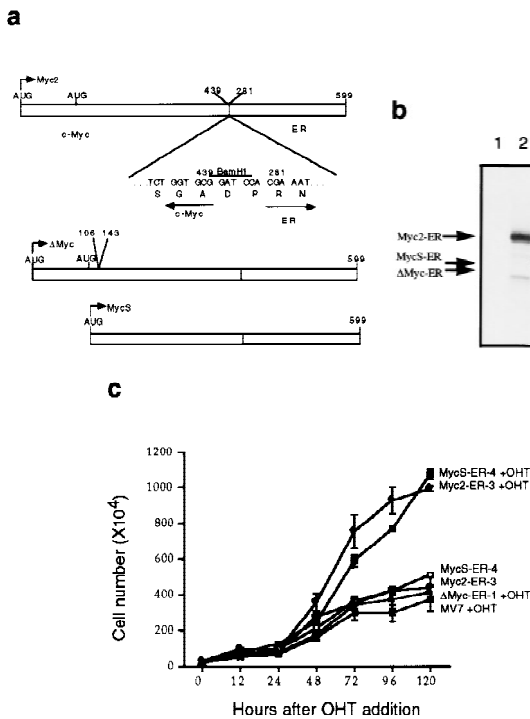 a
Myc2
AUG AUG 439 281 599
c-Myc ER
439 BamH1 281
...TCT GGT GCG GAT CCA CGA AAT...
S G A D P R N
c-Myc ER
106 143
ΔMyc
AUG 599
MycS
AUG 599
b
1 2
Myc2-ER
MycS-ER
ΔMyc-ER
c
1200
1000
800
600
400
200
0
Cell number (X10⁴)
MycS-ER-4 +OHT
Myc2-ER-3 +OHT
MycS-ER-4
Myc2-ER-3
ΔMyc-ER-1 +OHT
MV7 +OHT
0 12 24 48 72 96 120
Hours after OHT addition